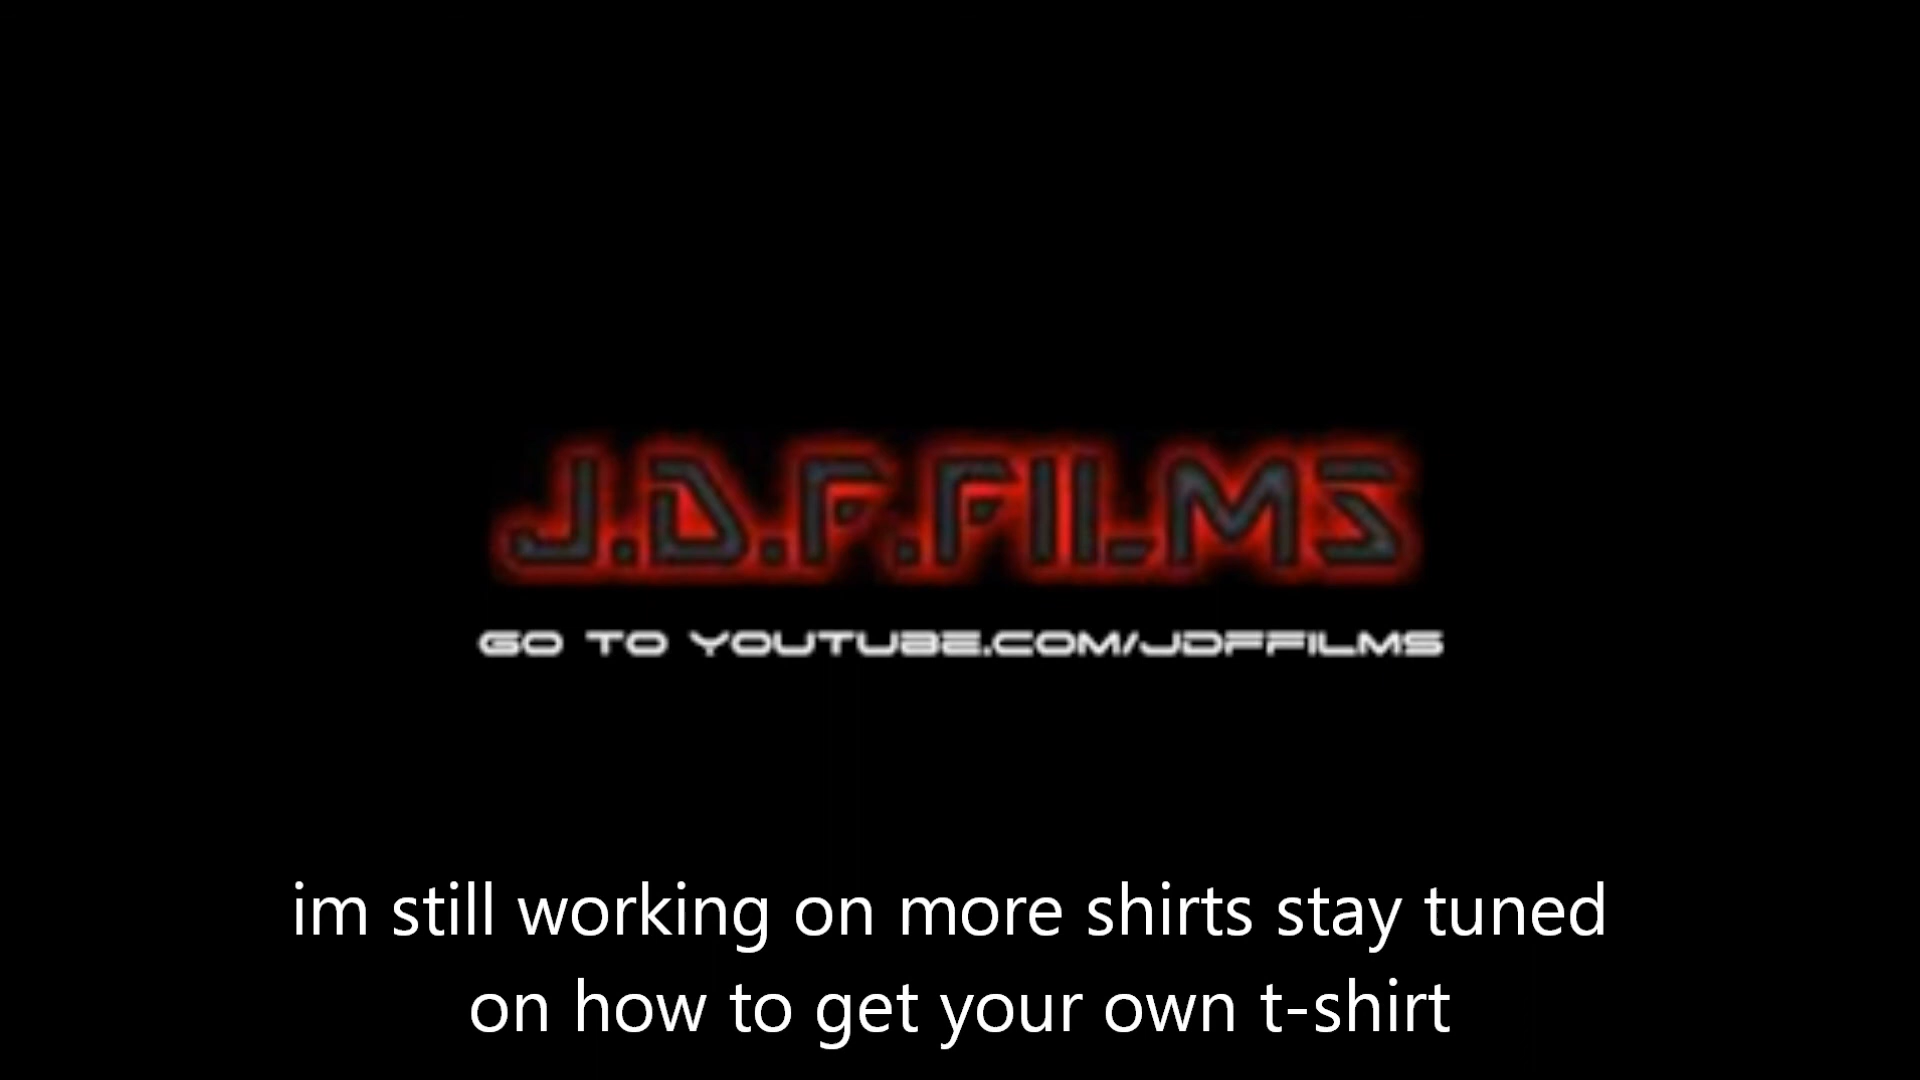 J.D.F.FILMS
GO TO YOUTUBE.COM/JDFFILMS
im still working on more shirts stay tuned
on how to get your own t-shirt